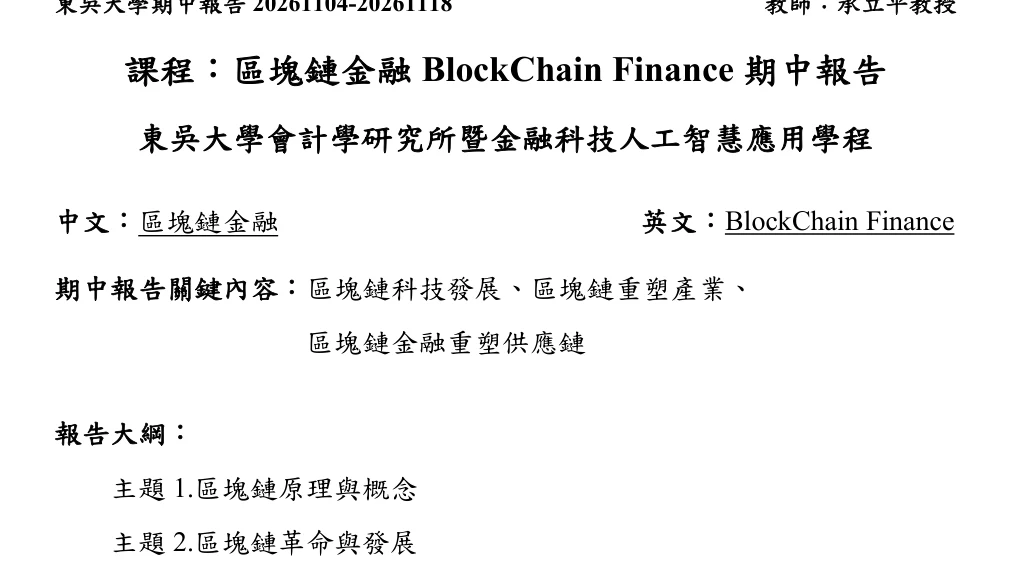 東吳大學期中報告 20261104-20261118 教師：承立平教授
課程：區塊鏈金融 BlockChain Finance 期中報告
東吳大學會計學研究所暨金融科技人工智慧應用學程
中文：區塊鏈金融 英文：BlockChain Finance
期中報告關鍵內容：區塊鏈科技發展、區塊鏈重塑產業、
區塊鏈金融重塑供應鏈
報告大綱：
主題 1.區塊鏈原理與概念
主題 2.區塊鏈革命與發展